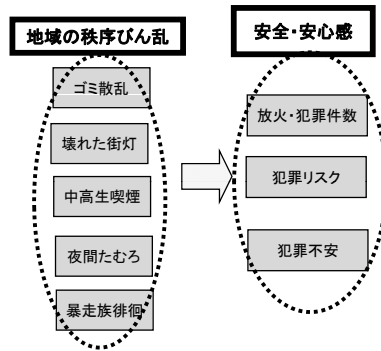 地域の秩序びん乱
ゴミ散乱
壊れた街灯
中高生喫煙
夜間たむろ
暴走族徘徊
安全・安心感
放火・犯罪件数
犯罪リスク
犯罪不安